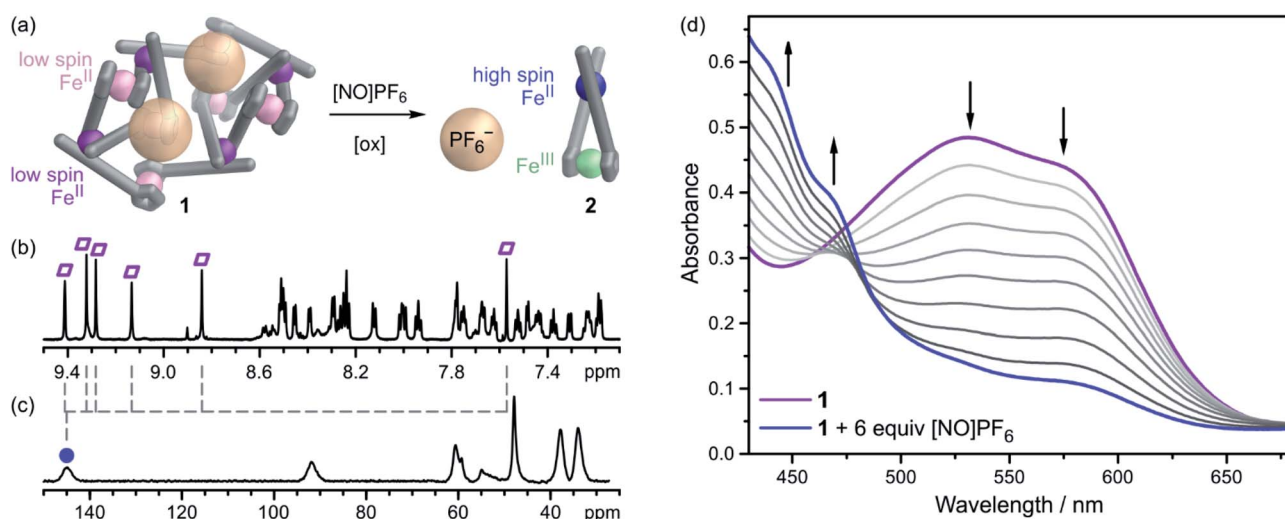 (a)
low spin
Fe^II
low spin
Fe^II
1
[NO]PF₆
[ox]
PF₆⁻
high spin
Fe^II
Fe^III
2
(b)
9.4 9.0 8.6 8.2 7.8 7.4 ppm
(c)
140 120 100 80 60 40 ppm
(d)
Absorbance
0.6
0.5
0.4
0.3
0.2
0.1
0.0
1
1 + 6 equiv [NO]PF₆
450 500 550 600 650
Wavelength / nm